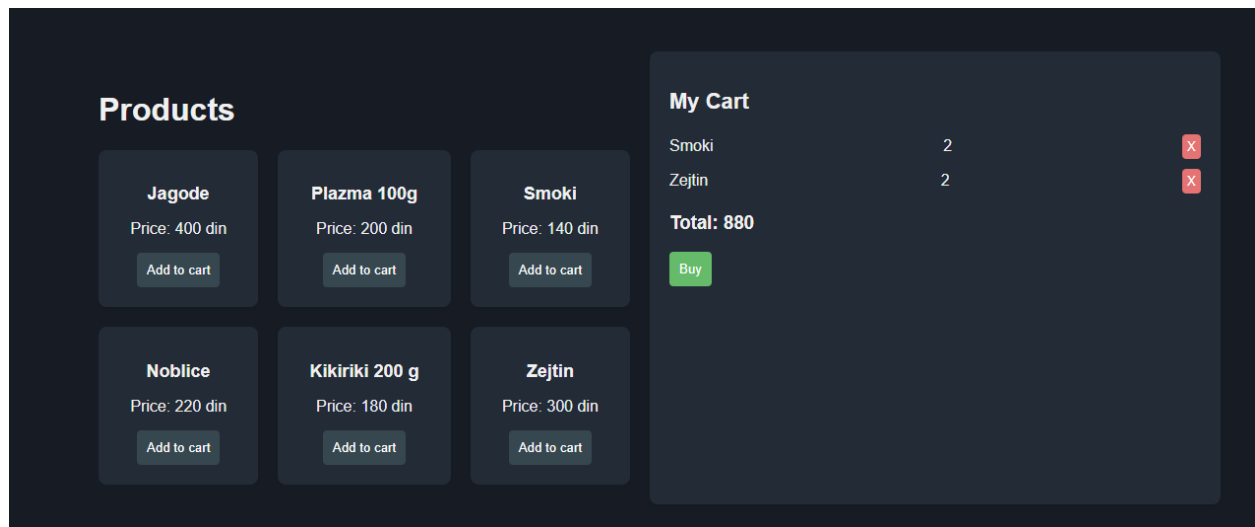 Products
Jagode
Price: 400 din
Add to cart
Plazma 100g
Price: 200 din
Add to cart
Smoki
Price: 140 din
Add to cart
Noblice
Price: 220 din
Add to cart
Kikiriki 200 g
Price: 180 din
Add to cart
Zejtin
Price: 300 din
Add to cart
My Cart
Smoki 2 X
Zejtin 2 X
Total: 880
Buy